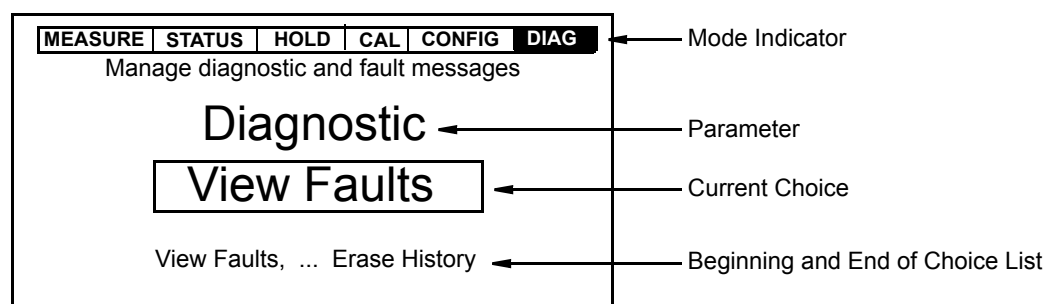 MEASURE STATUS HOLD CAL CONFIG DIAG Mode Indicator
Manage diagnostic and fault messages
Diagnostic Parameter
View Faults Current Choice
View Faults, ... Erase History Beginning and End of Choice List